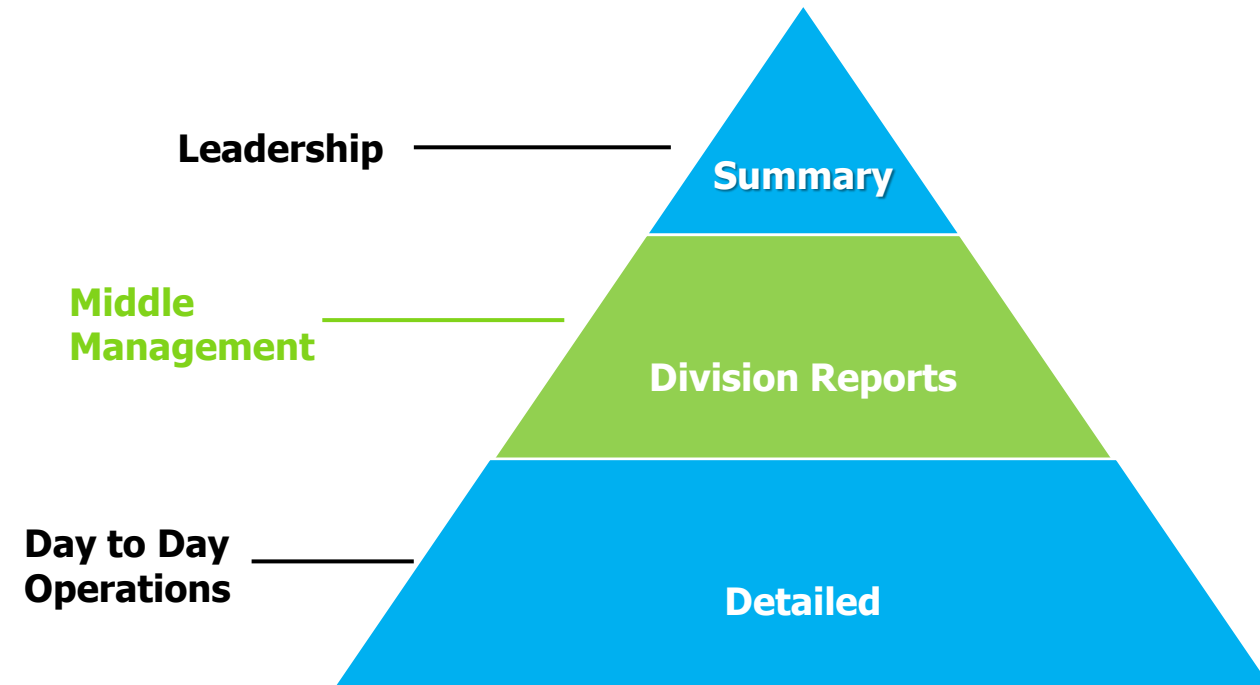 Leadership
Summary
Middle
Management
Division Reports
Day to Day
Operations
Detailed